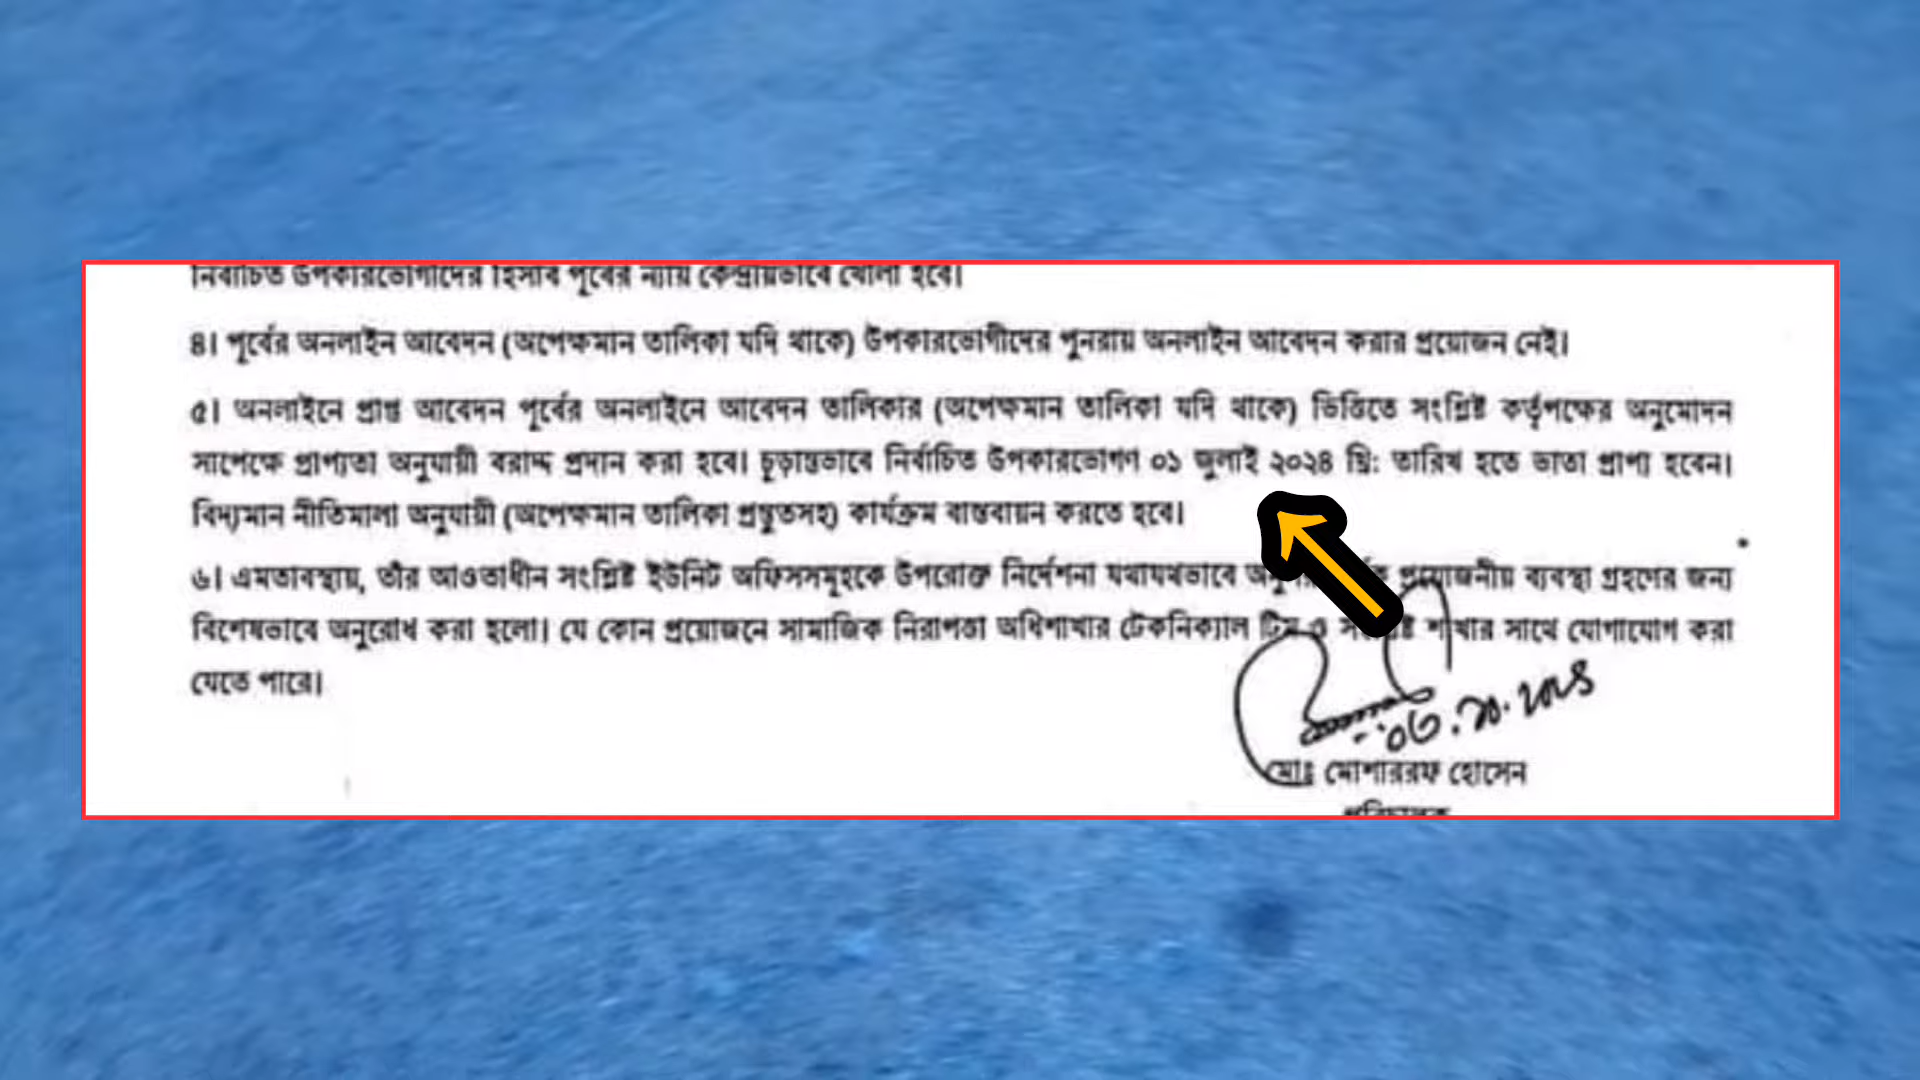 নির্বাচিত উপকারভোগীদের হিসাব পূর্বের ন্যায় কেন্দ্রীয়ভাবে খোলা হবে।
৪। পূর্বের অনলাইন আবেদন (অপেক্ষমান তালিকা যদি থাকে) উপকারভোগীদের পুনরায় অনলাইন আবেদন করার প্রয়োজন নেই।
৫। অনলাইনে প্রাপ্ত আবেদন পূর্বের অনলাইনে আবেদন তালিকার (অপেক্ষমান তালিকা যদি থাকে) ভিত্তিতে সংশ্লিষ্ট কর্তৃপক্ষের অনুমোদন
সাপেক্ষে প্রাপ্যতা অনুযায়ী বরাদ্দ প্রদান করা হবে। চূড়ান্তভাবে নির্বাচিত উপকারভোগণ ০১ জুলাই ২০২৪ খ্রি: তারিখ হতে ভাতা প্রাপ্য হবেন।
বিদ্যমান নীতিমালা অনুযায়ী (অপেক্ষমান তালিকা প্রস্তুতসহ) কার্যক্রম বাস্তবায়ন করতে হবে।
৬। এমতাবস্থায়, তাঁর আওতাধীন সংশ্লিষ্ট ইউনিট অফিসসমূহকে উপরোক্ত নির্দেশনা যথাযথভাবে প্রয়োজনীয় ব্যবস্থা গ্রহণের জন্য
বিশেষভাবে অনুরোধ করা হলো। যে কোন প্রয়োজনে সামাজিক নিরাপত্তা অধিশাখার টেকনিক্যাল টিম ও শাখার সাথে যোগাযোগ করা
যেতে পারে।
মোঃ মোশাররফ হোসেন
পরিচালক